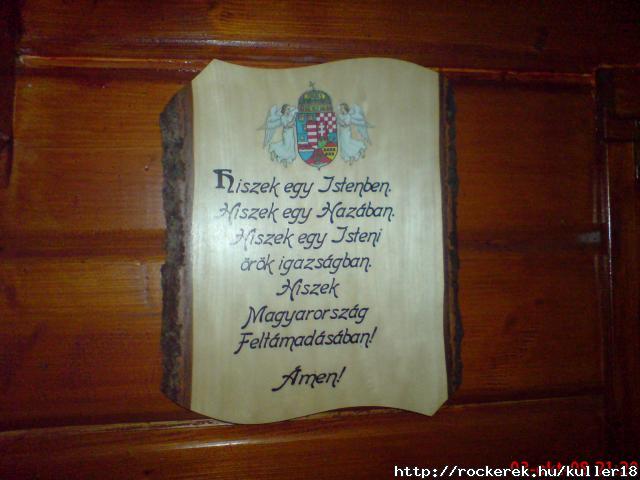 Hiszek egy Istenben.
Hiszek egy Hazában.
Hiszek egy Isteni
örök igazságban.
Hiszek
Magyarország
Feltámadásában!
Ámen!
http://rockerek.hu/kuller18